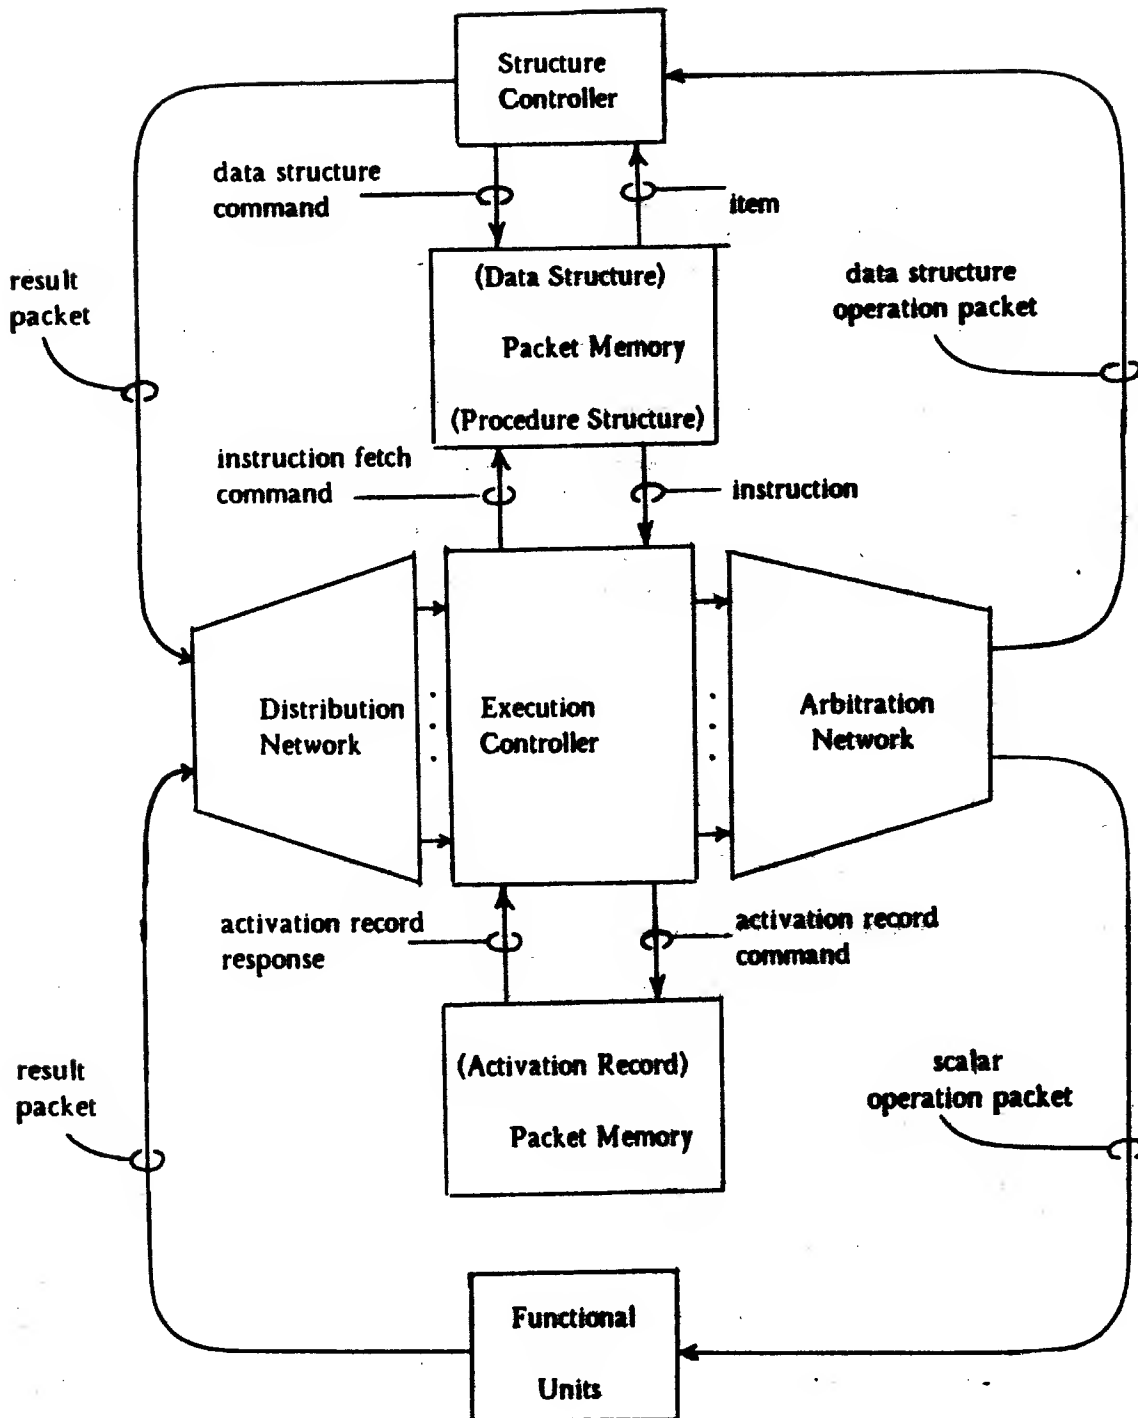 Structure
Controller
data structure
command
item
result
packet
(Data Structure)
Packet Memory
(Procedure Structure)
data structure
operation packet
instruction fetch
command
instruction
Distribution
Network
Execution
Controller
Arbitration
Network
activation record
response
activation record
command
(Activation Record)
Packet Memory
result
packet
scalar
operation packet
Functional
Units